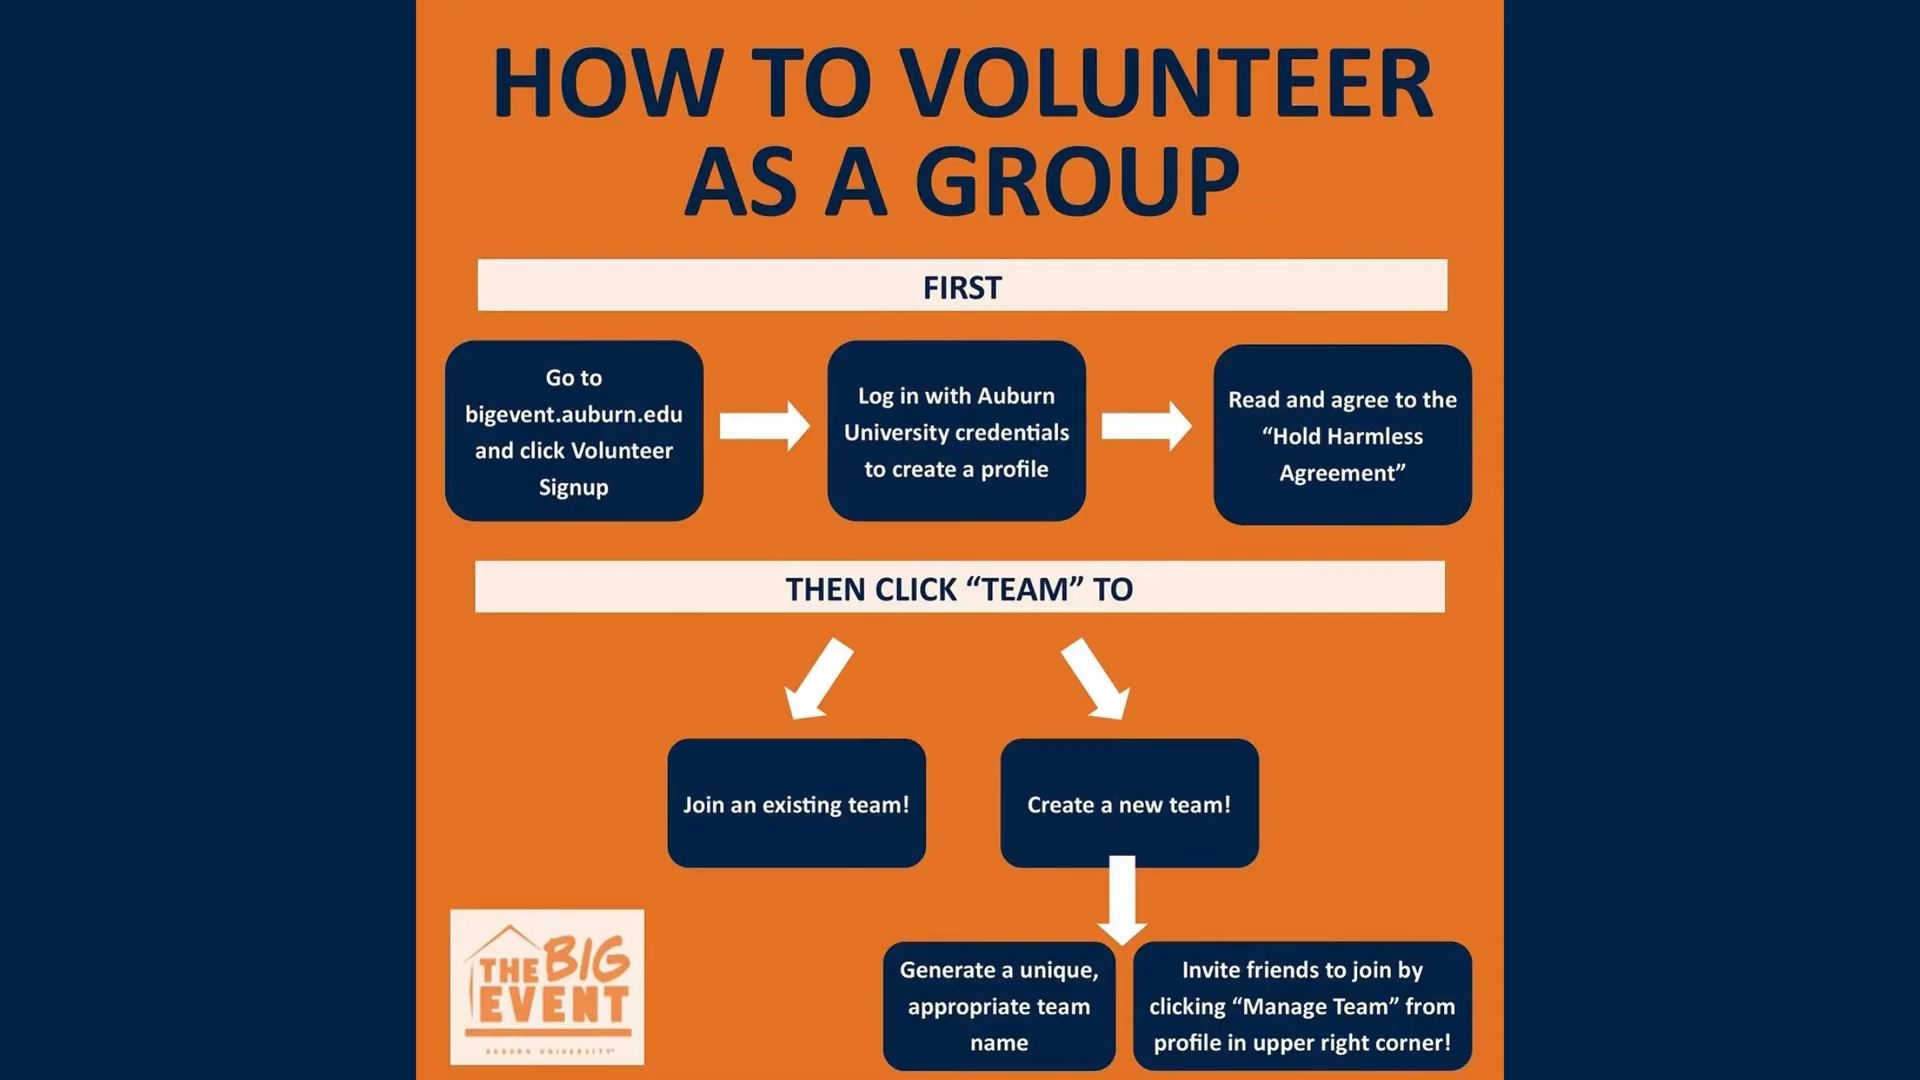 HOW TO VOLUNTEER
AS A GROUP
FIRST
Go to
bigevent.auburn.edu
and click Volunteer
Signup
Log in with Auburn
University credentials
to create a profile
Read and agree to the
“Hold Harmless
Agreement”
THEN CLICK “TEAM” TO
Join an existing team!
Create a new team!
Generate a unique,
appropriate team
name
Invite friends to join by
clicking “Manage Team” from
profile in upper right corner!
THE BIG
EVENT
AUBURN UNIVERSITY